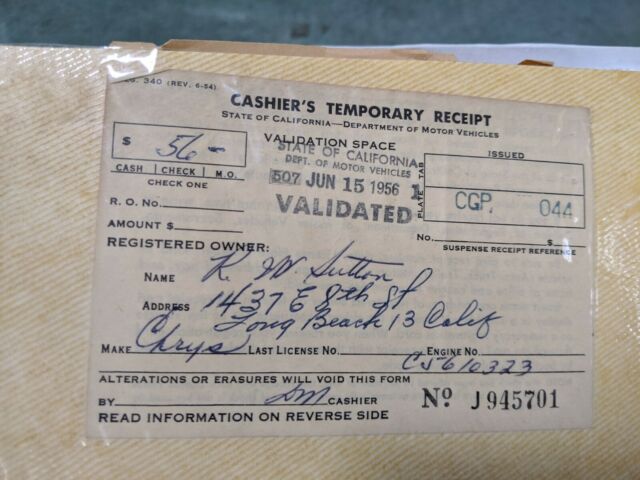 340 (REV. 6-54)
CASHIER'S TEMPORARY RECEIPT
STATE OF CALIFORNIA—DEPARTMENT OF MOTOR VEHICLES
$ 56-
CASH | CHECK | M.O.
CHECK ONE
VALIDATION SPACE
STATE OF CALIFORNIA
DEPT. OF MOTOR VEHICLES
507 JUN 15 1956 1
VALIDATED
ISSUED
PLATE TAB
CGP 044
R. O. No.
AMOUNT $
No. $
SUSPENSE RECEIPT REFERENCE
REGISTERED OWNER:
NAME R. W. Sutton
ADDRESS 1437 E 8th St
Long Beach 13 Calif
MAKE Chrys LAST LICENSE NO. ENGINE NO.
C5610323
ALTERATIONS OR ERASURES WILL VOID THIS FORM
BY CASHIER
No J945701
READ INFORMATION ON REVERSE SIDE